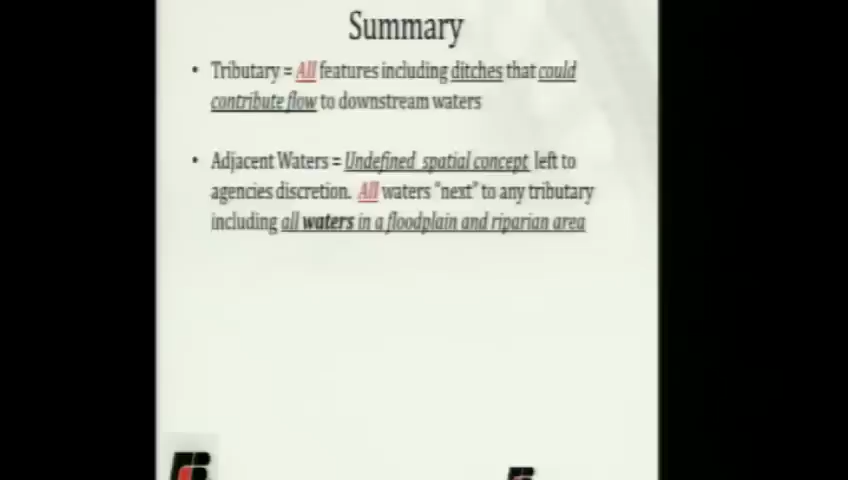 Summary
• Tributary = All features including ditches that could
contribute flow to downstream waters
• Adjacent Waters = Undefined spatial concept left to
agencies discretion. All waters "next" to any tributary
including all waters in a floodplain and riparian area